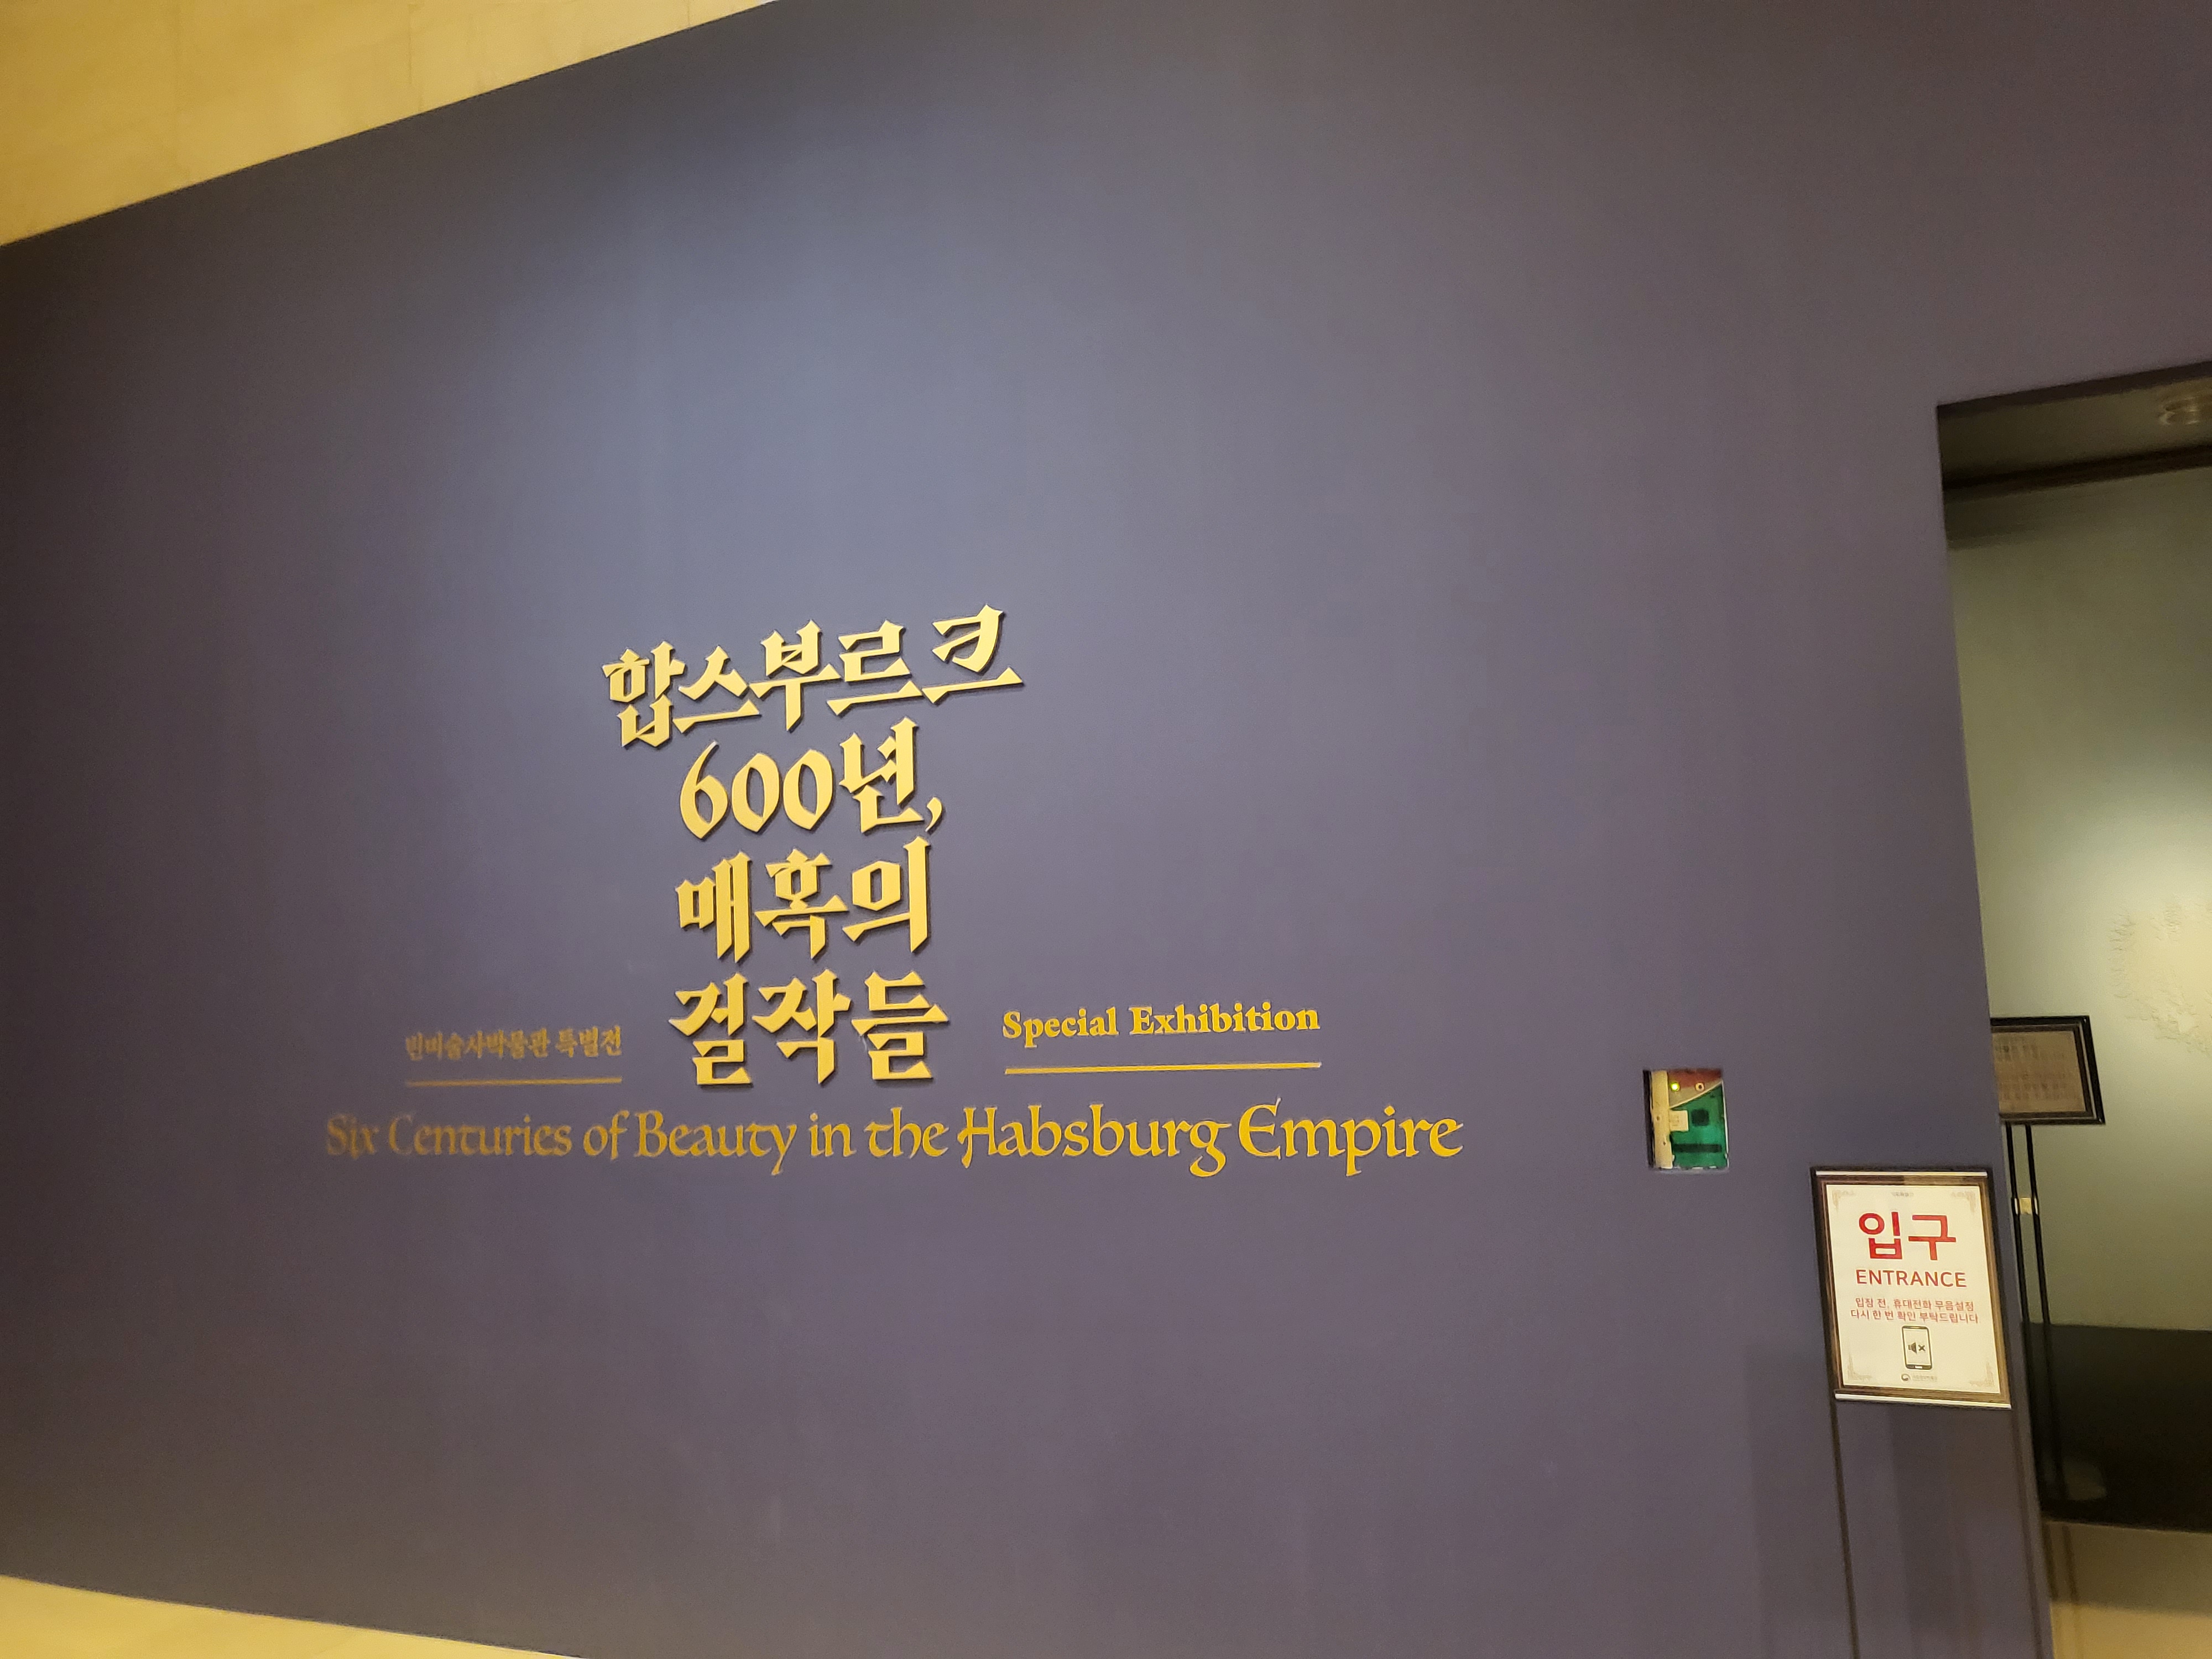 합스부르크
600년,
매혹의
걸작들
빈미술사박물관 특별전
Special Exhibition
Six Centuries of Beauty in the Habsburg Empire
입구
ENTRANCE
입장 전, 휴대전화 무음설정
다시 한 번 확인 부탁드립니다